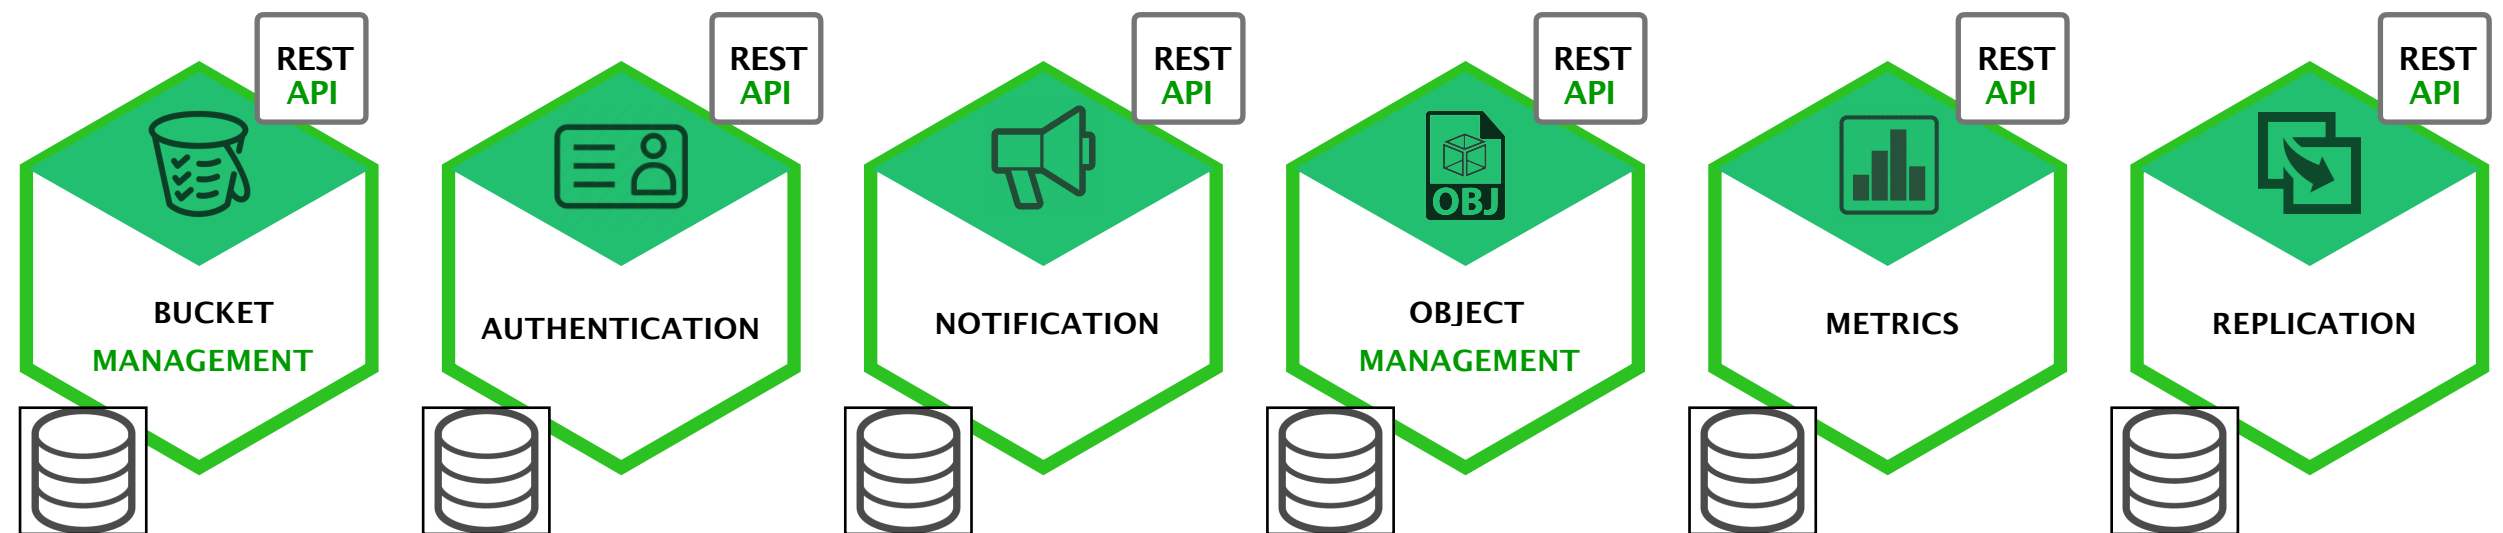 REST
API
BUCKET
MANAGEMENT
REST
API
AUTHENTICATION
REST
API
NOTIFICATION
REST
API
OBJ
OBJECT
MANAGEMENT
REST
API
METRICS
REST
API
REPLICATION